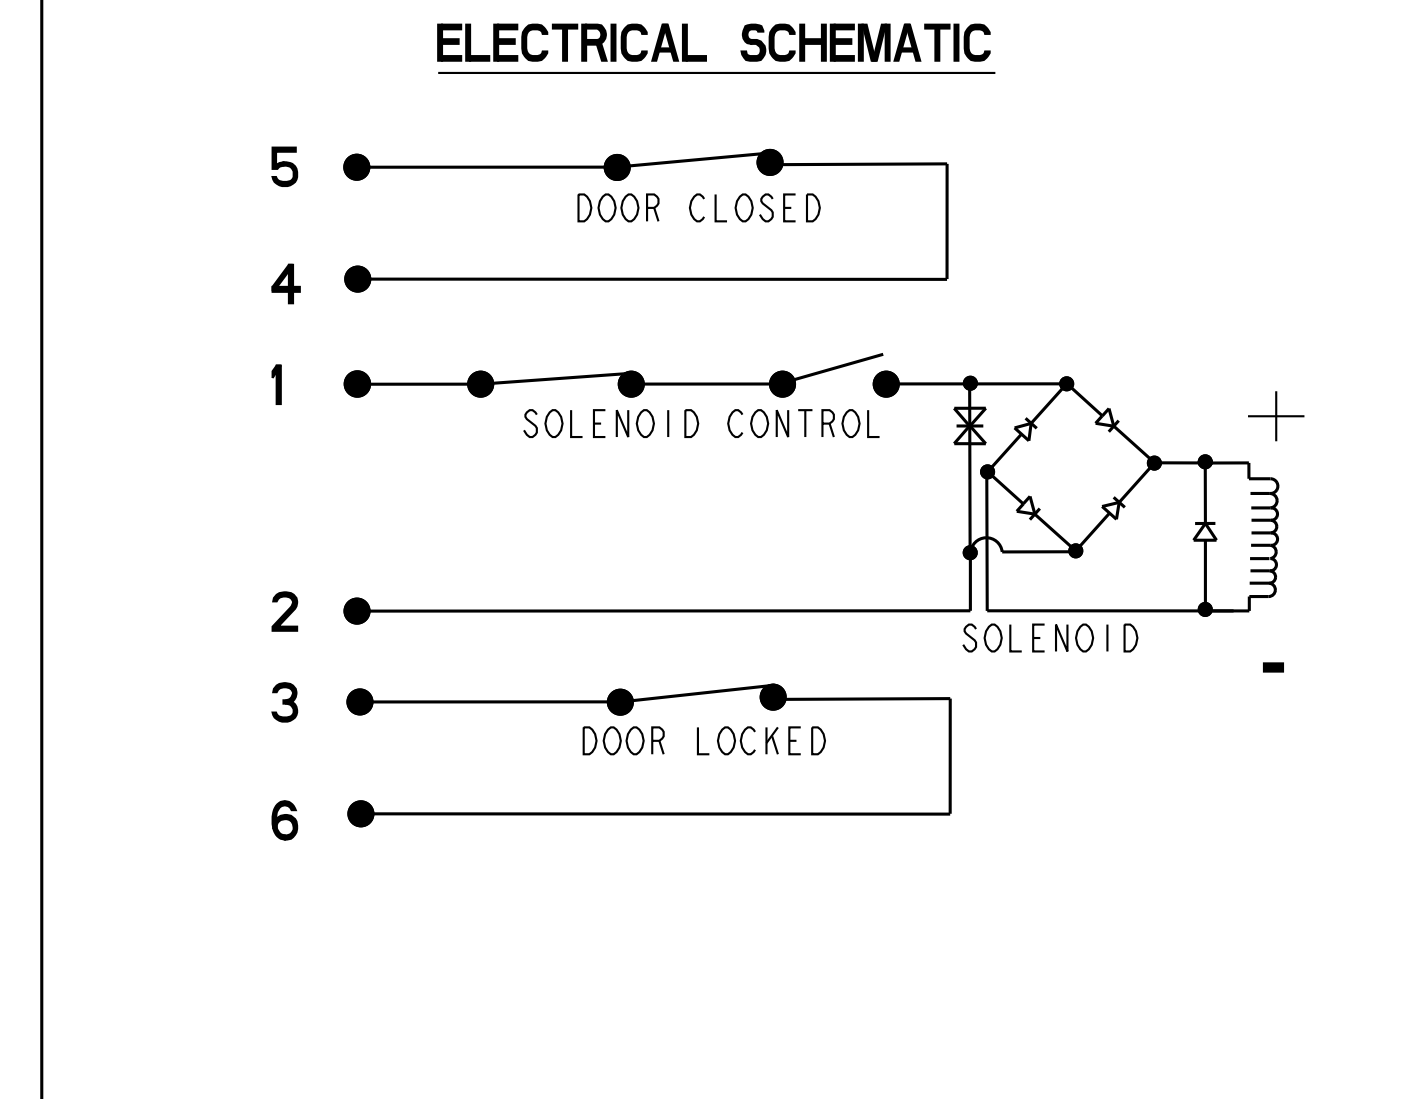 ELECTRICAL SCHEMATIC
5
DOOR CLOSED
4
1
SOLENOID CONTROL
+
2
SOLENOID
-
3
DOOR LOCKED
6